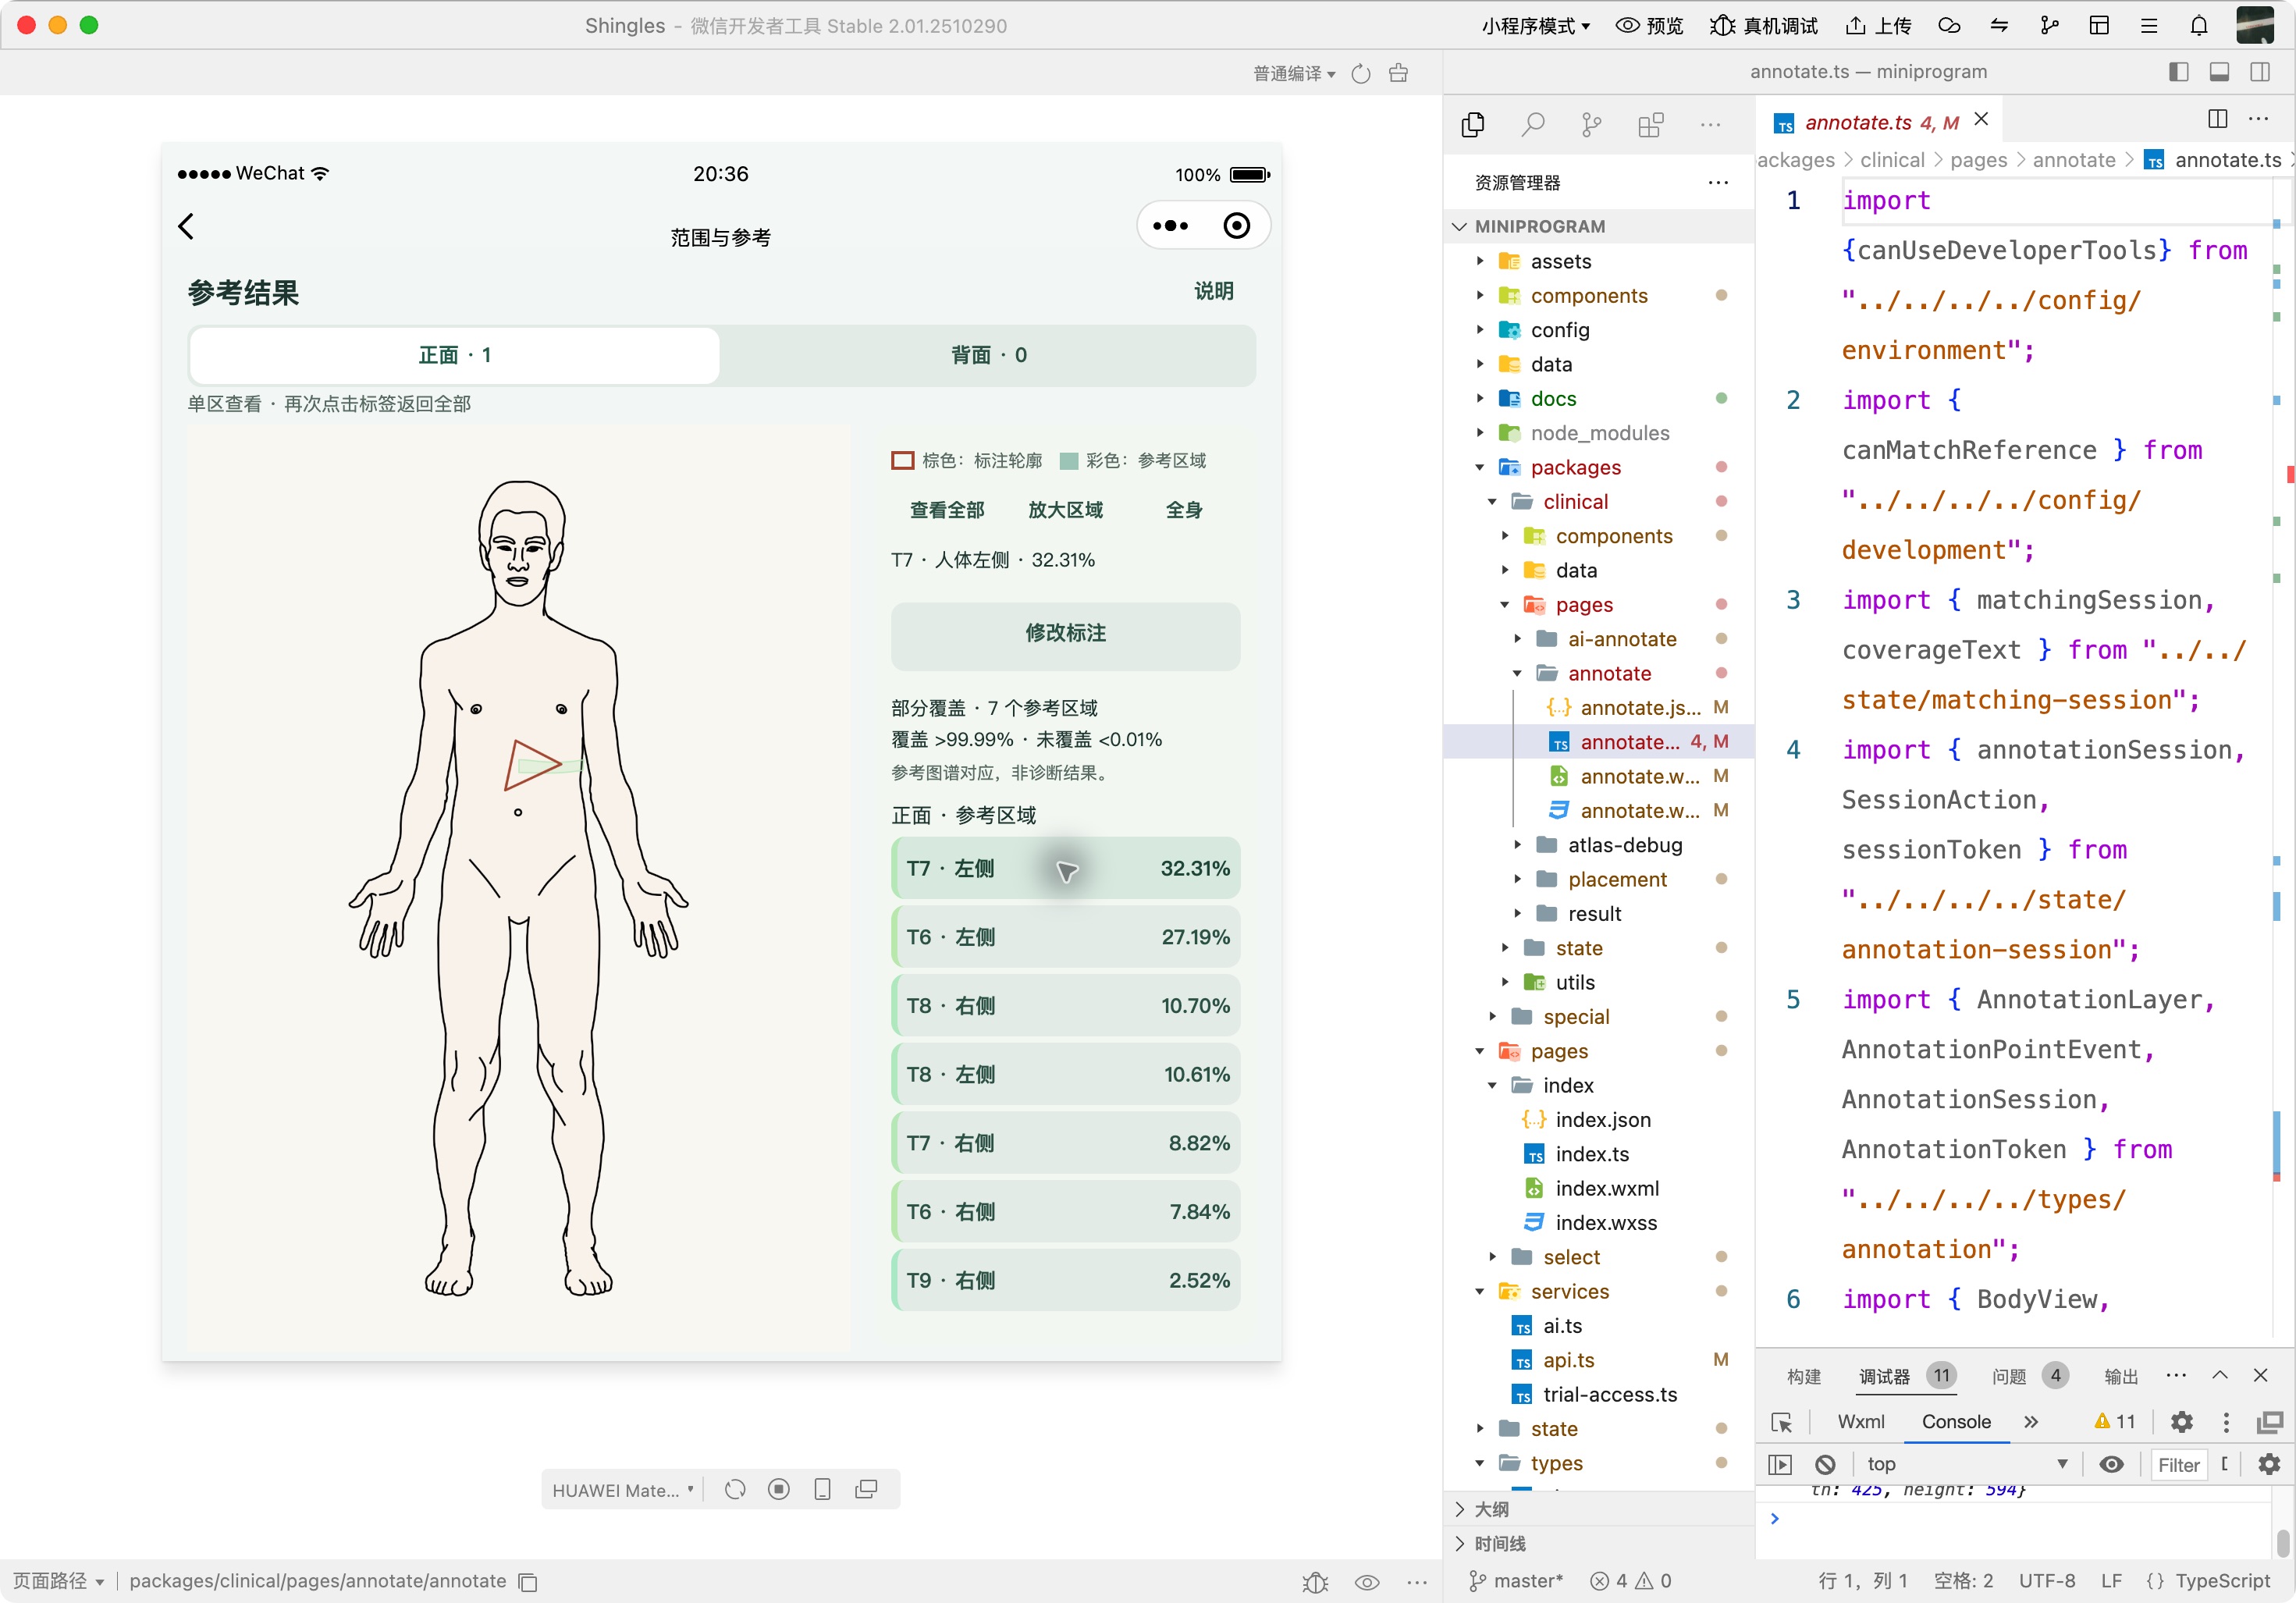 Shingles - 微信开发者工具 Stable 2.01.2510290
小程序模式 预览 真机调试 上传
普通编译
annotate.ts — miniprogram
WeChat 20:36 100%
范围与参考
参考结果 说明
正面 · 1 背面 · 0
单区查看 · 再次点击标签返回全部
棕色：标注轮廓 彩色：参考区域
查看全部 放大区域 全身
T7 · 人体左侧 · 32.31%
修改标注
部分覆盖 · 7 个参考区域
覆盖 >99.99% · 未覆盖 <0.01%
参考图谱对应，非诊断结果。
正面 · 参考区域
T7 · 左侧 32.31%
T6 · 左侧 27.19%
T8 · 右侧 10.70%
T8 · 左侧 10.61%
T7 · 右侧 8.82%
T6 · 右侧 7.84%
T9 · 右侧 2.52%
HUAWEI Mate...
页面路径 packages/clinical/pages/annotate/annotate
资源管理器
MINIPROGRAM
assets
components
config
data
docs
node_modules
packages
clinical
components
data
pages
ai-annotate
annotate
annotate.js... M
annotate... 4, M
annotate.w... M
annotate.w... M
atlas-debug
placement
result
state
utils
special
pages
index
index.json
index.ts
index.wxml
index.wxss
select
services
ai.ts
api.ts M
trial-access.ts
state
types
大纲
时间线
annotate.ts 4, M
ackages > clinical > pages > annotate > annotate.ts
1 import
{canUseDeveloperTools} from
"../../../../config/
environment";
2 import {
canMatchReference } from
"../../../../config/
development";
3 import { matchingSession,
coverageText } from "../../
state/matching-session";
4 import { annotationSession,
SessionAction,
sessionToken } from
"../../../../state/
annotation-session";
5 import { AnnotationLayer,
AnnotationPointEvent,
AnnotationSession,
AnnotationToken } from
"../../../../types/
annotation";
6 import { BodyView,
构建 调试器 11 问题 4 输出
Wxml Console 11
top Filter
th: 425, height: 594}
master* 4 0 行 1，列 1 空格: 2 UTF-8 LF {} TypeScript